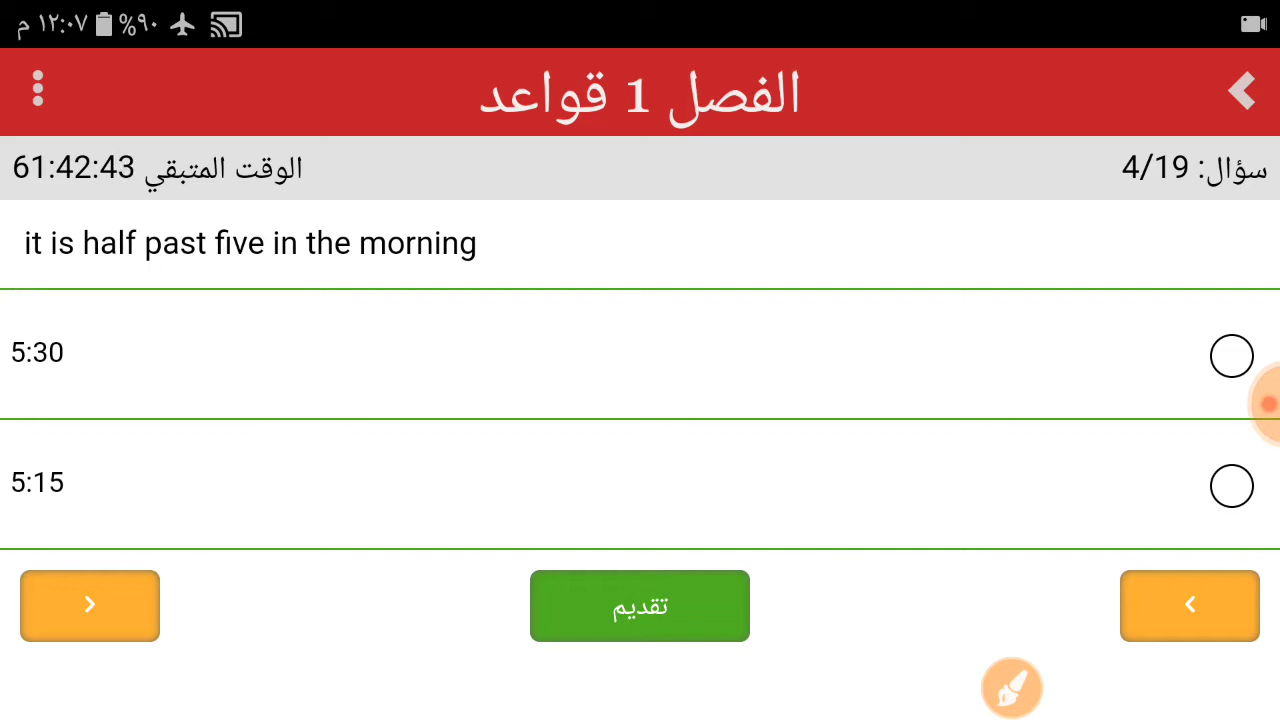 ١٢:٠٧ م %٩٠
الفصل 1 قواعد
سؤال: 4/19
الوقت المتبقي 61:42:43
it is half past five in the morning
5:30
5:15
تقديم